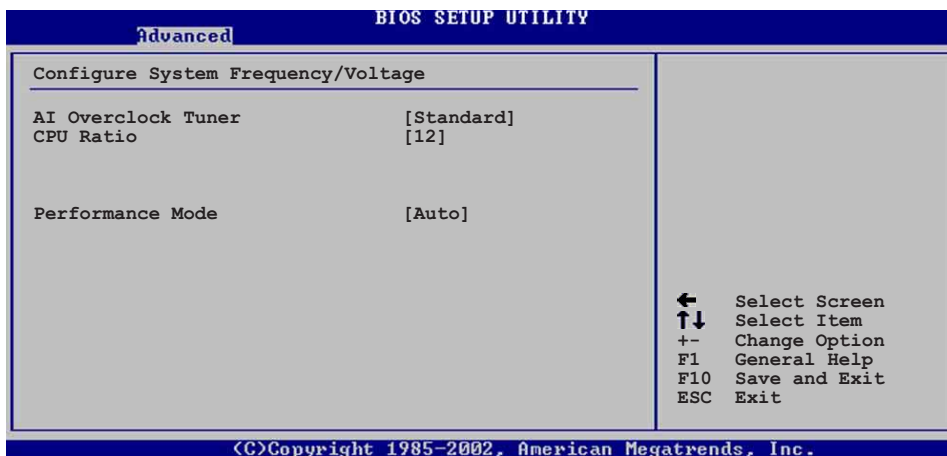 BIOS SETUP UTILITY
Advanced
Configure System Frequency/Voltage
AI Overclock Tuner [Standard]
CPU Ratio [12]
Performance Mode [Auto]
← Select Screen
↑↓ Select Item
+- Change Option
F1 General Help
F10 Save and Exit
ESC Exit
(C)Copyright 1985-2002, American Megatrends, Inc.